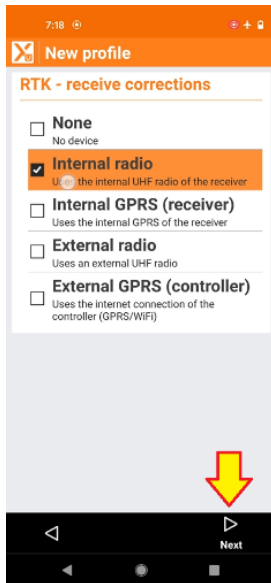 7:18
New profile
RTK - receive corrections
None
No device
Internal radio
Uses the internal UHF radio of the receiver
Internal GPRS (receiver)
Uses the internal GPRS of the receiver
External radio
Uses an external UHF radio
External GPRS (controller)
Uses the internet connection of the
controller (GPRS/WiFi)
Next